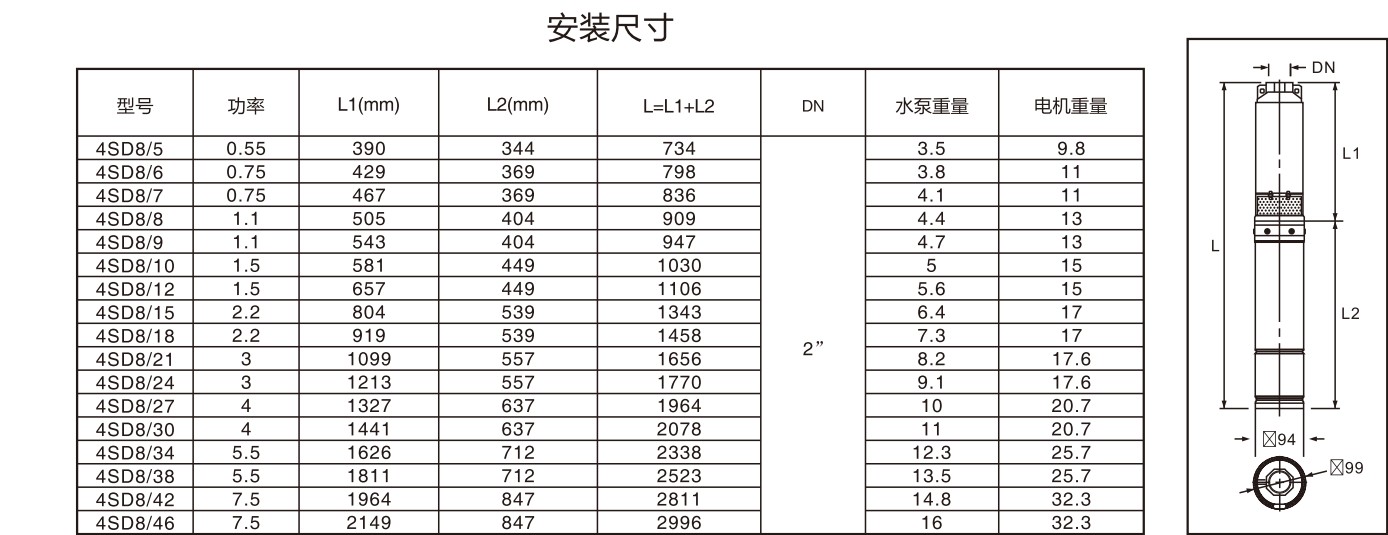 安装尺寸
型号 功率 L1(mm) L2(mm) L=L1+L2 DN 水泵重量 电机重量
4SD8/5 0.55 390 344 734 3.5 9.8
4SD8/6 0.75 429 369 798 3.8 11
4SD8/7 0.75 467 369 836 4.1 11
4SD8/8 1.1 505 404 909 4.4 13
4SD8/9 1.1 543 404 947 4.7 13
4SD8/10 1.5 581 449 1030 5 15
4SD8/12 1.5 657 449 1106 5.6 15
4SD8/15 2.2 804 539 1343 6.4 17
4SD8/18 2.2 919 539 1458 7.3 17
2”
4SD8/21 3 1099 557 1656 8.2 17.6
4SD8/24 3 1213 557 1770 9.1 17.6
4SD8/27 4 1327 637 1964 10 20.7
4SD8/30 4 1441 637 2078 11 20.7
4SD8/34 5.5 1626 712 2338 12.3 25.7
4SD8/38 5.5 1811 712 2523 13.5 25.7
4SD8/42 7.5 1964 847 2811 14.8 32.3
4SD8/46 7.5 2149 847 2996 16 32.3
DN
L1
L
L2
94
99